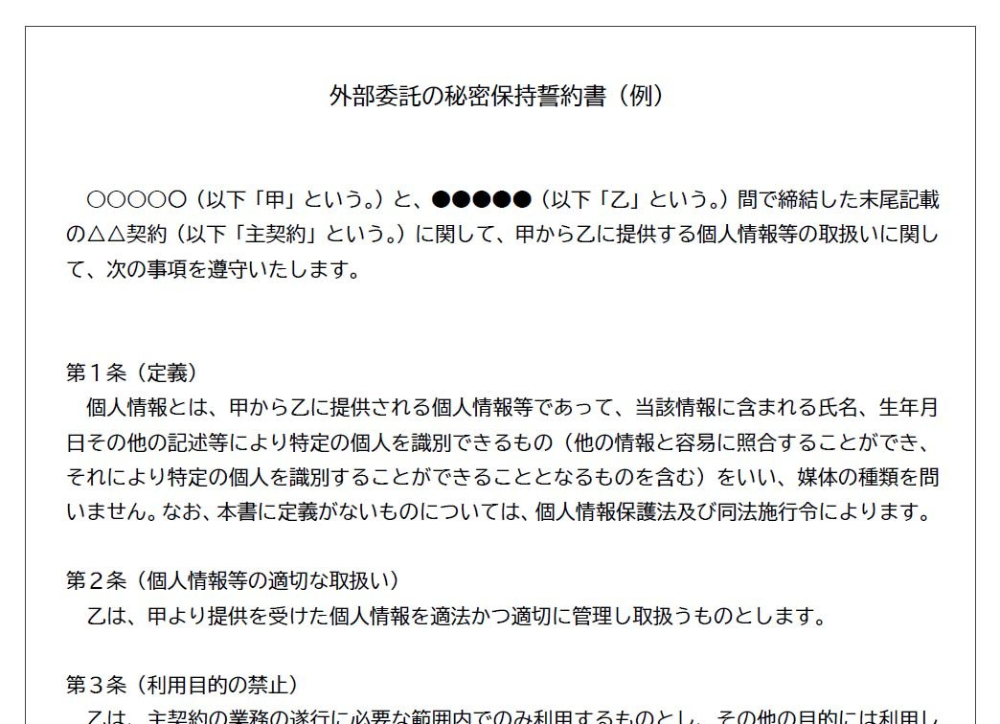 外部委託の秘密保持誓約書（例）
○○○○○（以下「甲」という。）と、●●●●●（以下「乙」という。）間で締結した末尾記載
の△△契約（以下「主契約」という。）に関して、甲から乙に提供する個人情報等の取扱いに関し
て、次の事項を遵守いたします。
第１条（定義）
個人情報とは、甲から乙に提供される個人情報等であって、当該情報に含まれる氏名、生年月
日その他の記述等により特定の個人を識別できるもの（他の情報と容易に照合することができ、
それにより特定の個人を識別することができることとなるものを含む）をいい、媒体の種類を問
いません。なお、本書に定義がないものについては、個人情報保護法及び同法施行令によります。
第２条（個人情報等の適切な取扱い）
乙は、甲より提供を受けた個人情報を適法かつ適切に管理し取扱うものとします。
第３条（利用目的の禁止）
乙は、主契約の業務の遂行に必要な範囲内でのみ利用するものとし、その他の目的には利用し